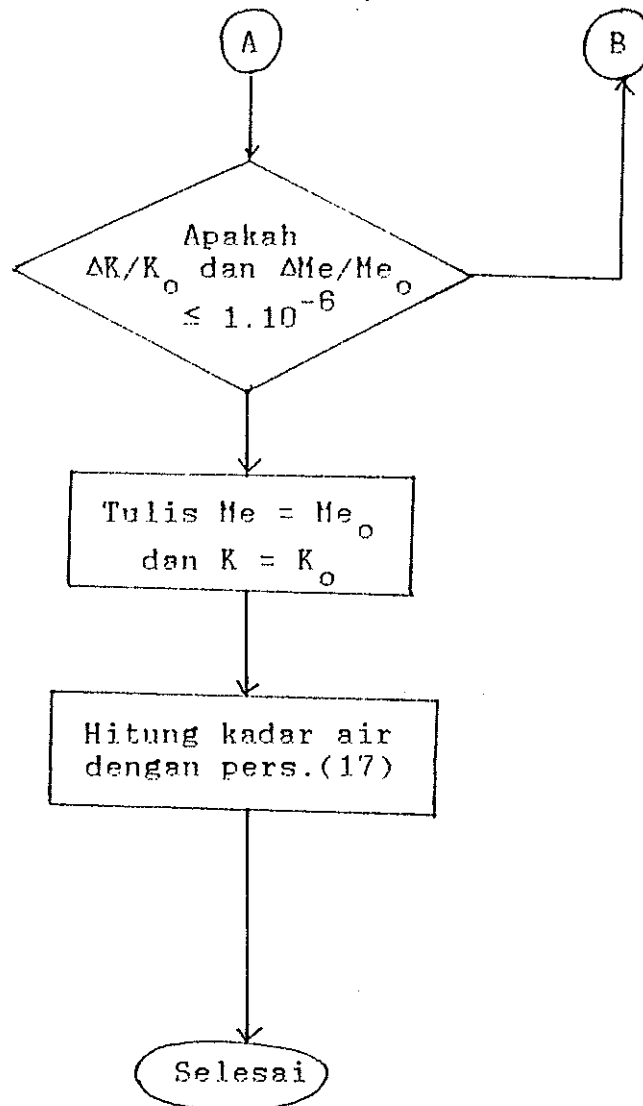 A
B
Apakah
ΔK/K₀ dan ΔMe/Me₀
≤ 1.10⁻⁶
Tulis Me = Me₀
dan K = K₀
Hitung kadar air
dengan pers.(17)
Selesai